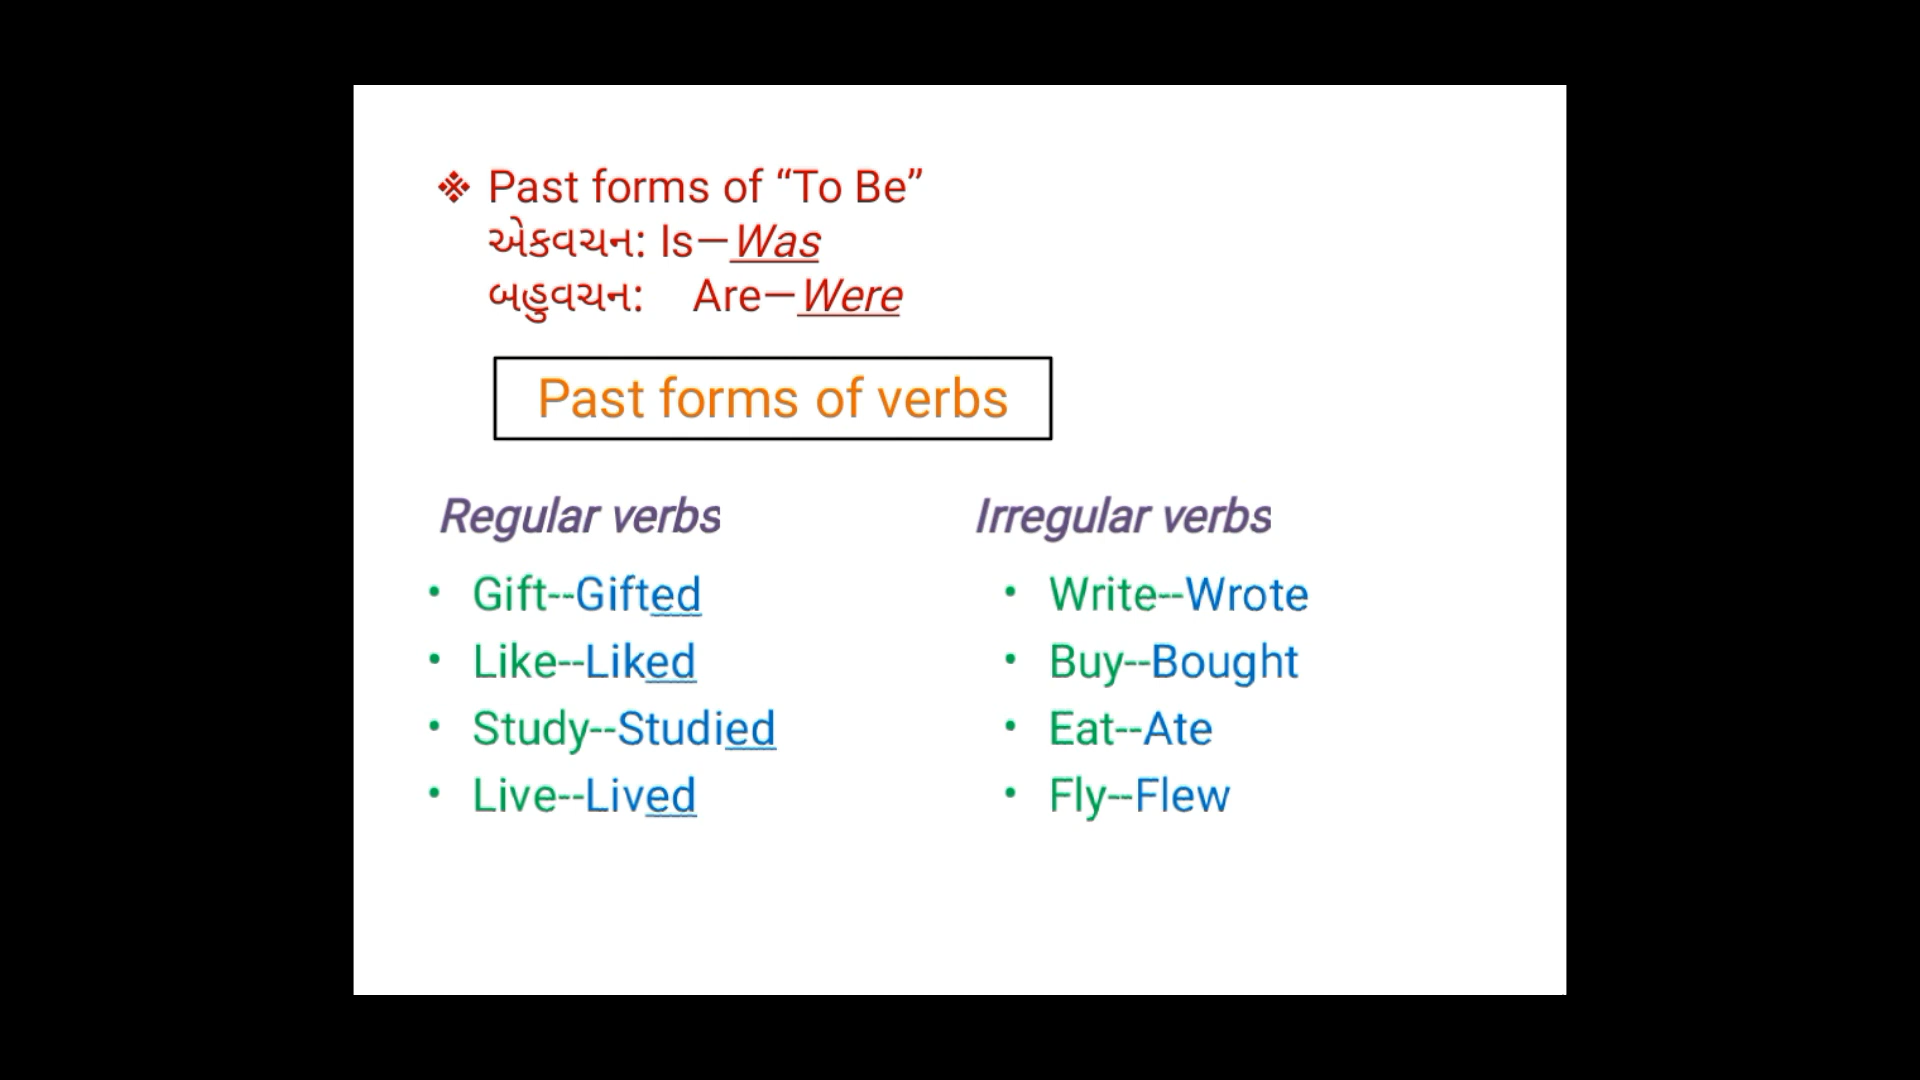 ❖ Past forms of “To Be”
એકવચન: Is—Was
બહુવચન: Are—Were
Past forms of verbs
Regular verbs
• Gift--Gifted
• Like--Liked
• Study--Studied
• Live--Lived
Irregular verbs
• Write--Wrote
• Buy--Bought
• Eat--Ate
• Fly--Flew